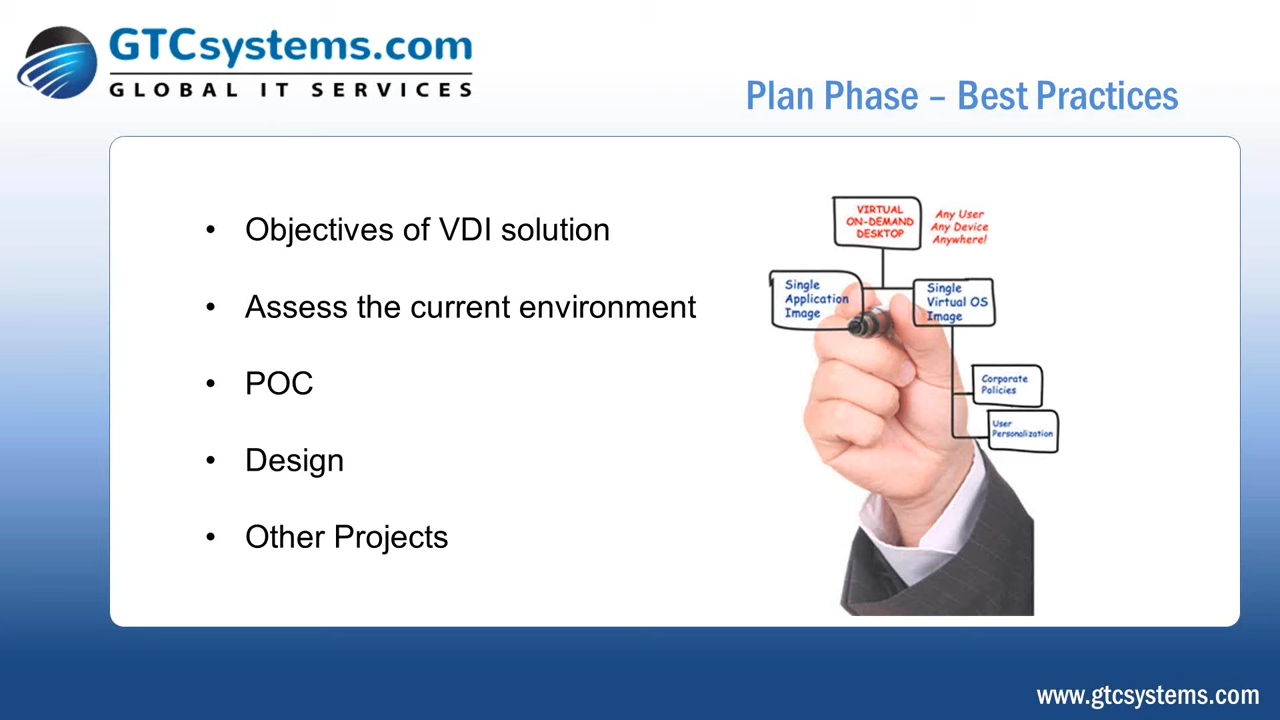 GTCsystems.com
GLOBAL IT SERVICES
Plan Phase – Best Practices
• Objectives of VDI solution
• Assess the current environment
• POC
• Design
• Other Projects
VIRTUAL
ON-DEMAND
DESKTOP
Any User
Any Device
Anywhere!
Single
Application
Image
Single
Virtual OS
Image
Corporate
Policies
User
Personalization
www.gtcsystems.com